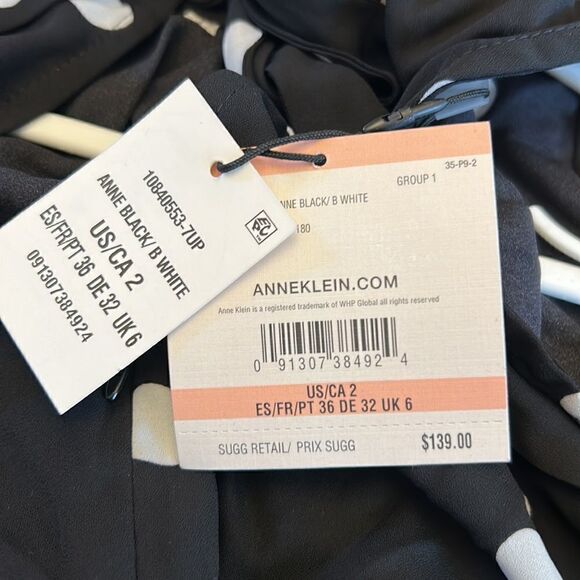 10840553-7UP
ANNE BLACK/ B WHITE
US/CA 2
ES/FR/PT 36 DE 32 UK 6
091307384924
35-P9-2
GROUP 1
NNE BLACK/ B WHITE
180
ANNEKLEIN.COM
Anne Klein is a registered trademark of WHP Global all rights reserved
0 91307 38492 4
US/CA 2
ES/FR/PT 36 DE 32 UK 6
SUGG RETAIL/ PRIX SUGG $139.00